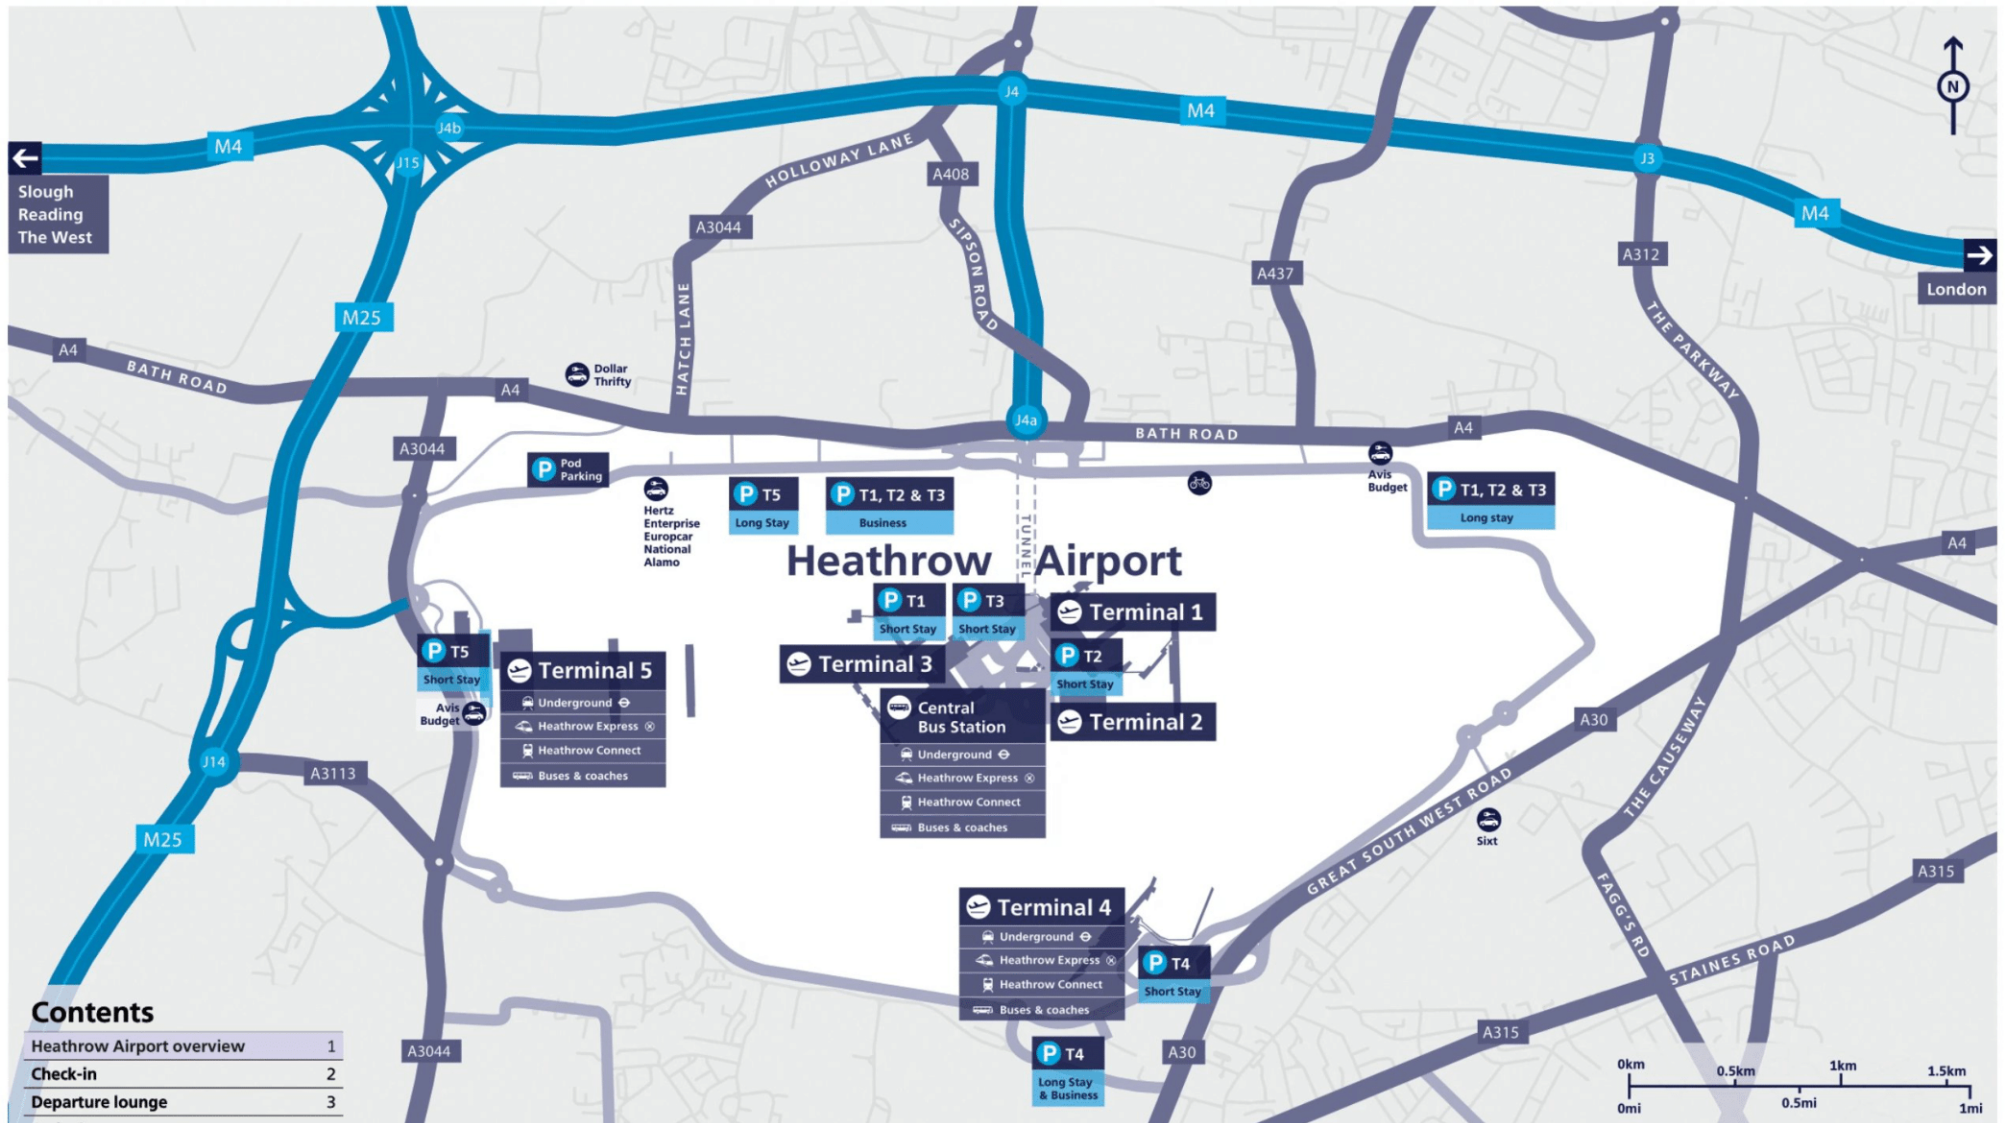 N
J4
M4
M4
J4b
J15
J3
M4
M4
Slough
Reading
The West
London
HOLLOWAY LANE
A408
A3044
SIPSON ROAD
A437
A312
M25
HATCH LANE
THE PARKWAY
A4
BATH ROAD
A4
Dollar
Thrifty
J4a
BATH ROAD
A4
A3044
Pod
Parking
Avis
Budget
Hertz
Enterprise
Europcar
National
Alamo
P T5
Long Stay
P T1, T2 & T3
Business
P T1, T2 & T3
Long stay
TUNNEL
A4
Heathrow Airport
P T1
Short Stay
P T3
Short Stay
Terminal 1
P T5
Short Stay
Avis
Budget
Terminal 5
Underground
Heathrow Express
Heathrow Connect
Buses & coaches
Terminal 3
P T2
Short Stay
Terminal 2
Central
Bus Station
Underground
Heathrow Express
Heathrow Connect
Buses & coaches
A30
J14
A3113
THE CAUSEWAY
GREAT SOUTH WEST ROAD
Sixt
M25
FAGG'S RD
A315
Terminal 4
Underground
Heathrow Express
Heathrow Connect
Buses & coaches
P T4
Short Stay
STAINES ROAD
A315
A3044
A30
P T4
Long Stay
& Business
Contents
Heathrow Airport overview 1
Check-in 2
Departure lounge 3
0km 0.5km 1km 1.5km
0mi 0.5mi 1mi